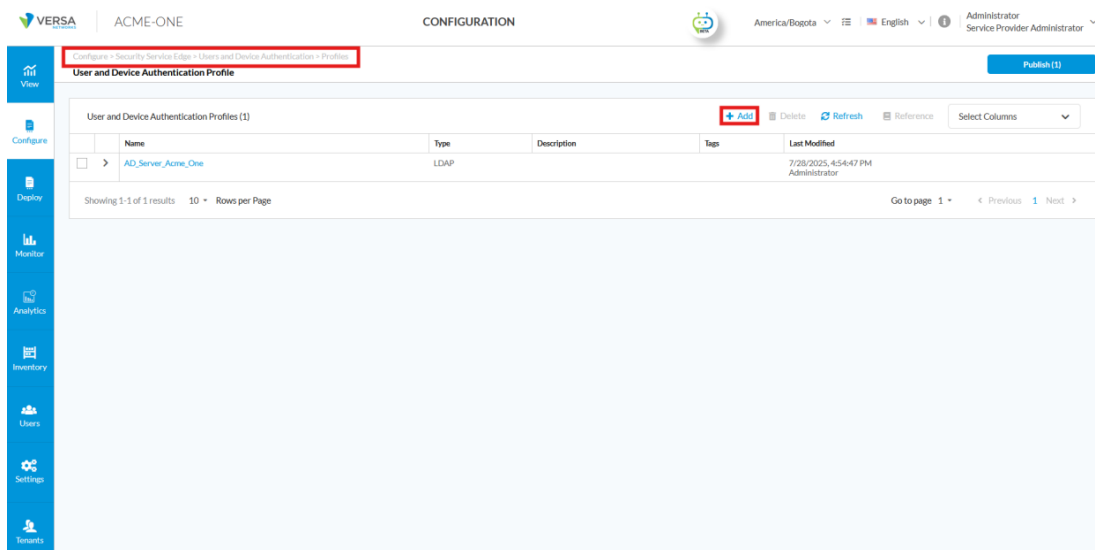 VERSA
NETWORKS
ACME-ONE
CONFIGURATION
BETA
America/Bogota
English
Administrator
Service Provider Administrator
View
Configure
Deploy
Monitor
Analytics
Inventory
Users
Settings
Tenants
Configure > Security Service Edge > Users and Device Authentication > Profiles
User and Device Authentication Profile
Publish (1)
User and Device Authentication Profiles (1)
+ Add
Delete
Refresh
Reference
Select Columns
Name Type Description Tags Last Modified
AD_Server_Acme_One LDAP 7/28/2025, 4:54:47 PM
Administrator
Showing 1-1 of 1 results 10 Rows per Page
Go to page 1 < Previous 1 Next >